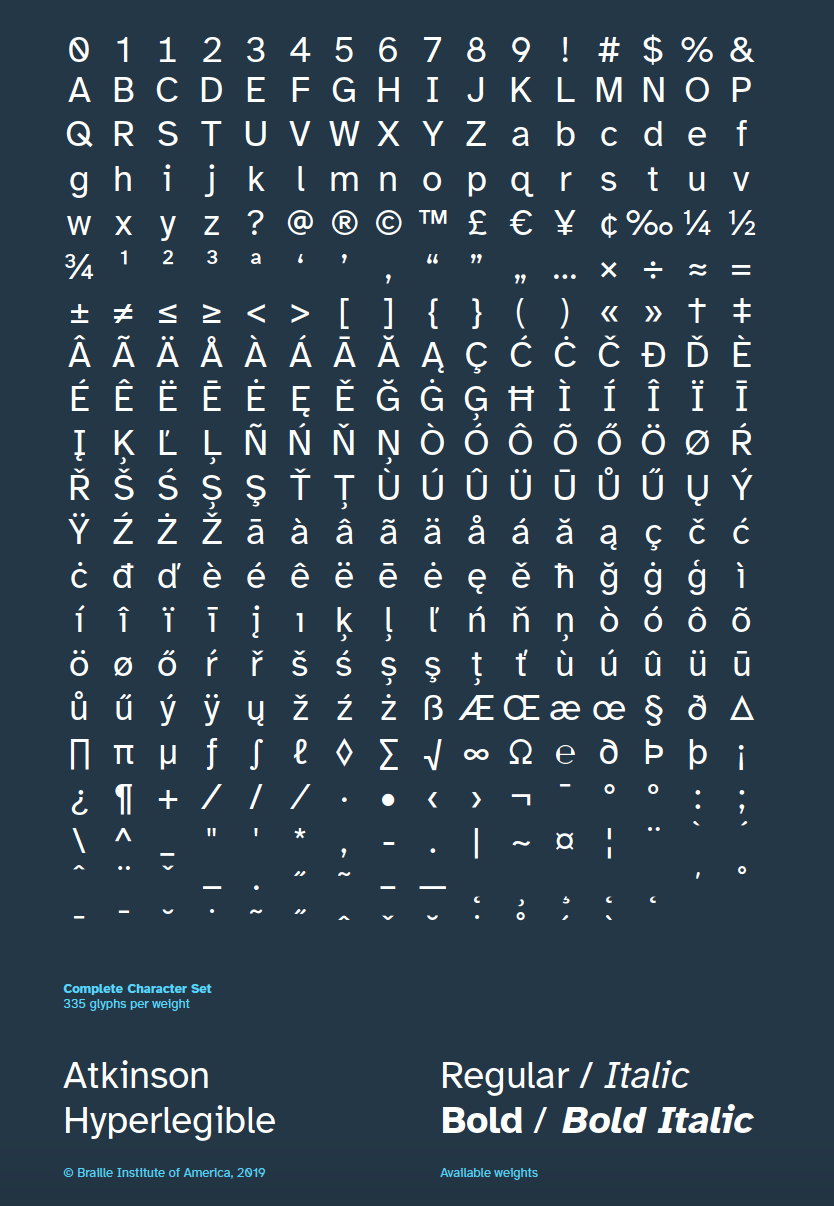 0 1 1 2 3 4 5 6 7 8 9 ! # $ % &
A B C D E F G H I J K L M N O P
Q R S T U V W X Y Z a b c d e f
g h i j k l m n o p q r s t u v
w x y z ? @ ® © ™ £ € ¥ ¢ ‰ ¼ ½
¾ ¹ ² ³ ª ‘ ’ ‚ “ ” „ … × ÷ ≈ =
± ≠ ≤ ≥ < > [ ] { } ( ) « » † ‡
Â Ã Ä Å À Á Ā Ă Ą Ç Ć Ċ Č Đ Ď È
É Ê Ë Ē Ė Ę Ě Ğ Ġ Ģ Ħ Ì Í Î Ï Ī
Į Ķ Ľ Ļ Ñ Ń Ň Ņ Ò Ó Ô Õ Ő Ö Ø Ŕ
Ř Š Ś Ș Ş Ť Ț Ù Ú Û Ü Ū Ů Ű Ų Ý
Ÿ Ź Ż Ž ā à â ã ä å á ă ą ç č ć
ċ đ ď è é ê ë ē ė ę ě ħ ğ ġ ģ ì
í î ï ī į ı ķ ļ ľ ń ň ņ ò ó ô õ
ö ø ő ŕ ř š ś ș ş ț ť ù ú û ü ū
ů ű ý ÿ ų ž ź ż ß Æ Œ æ œ § ð ∆
∏ π µ ƒ ∫ ℓ ◊ ∑ √ ∞ Ω ℮ ∂ Þ þ ¡
¿ ¶ + ⁄ / ∕ · • ‹ › ¬ ¯ ° ˚ : ;
\ ^ _ " ' * , - . | ~ ¤ ¦ ¨ ` ´
ˆ ¨ ˇ _ . ˝ ˜ – —
Complete Character Set
335 glyphs per weight
Atkinson
Hyperlegible
Regular / Italic
Bold / Bold Italic
© Braille Institute of America, 2019
Available weights